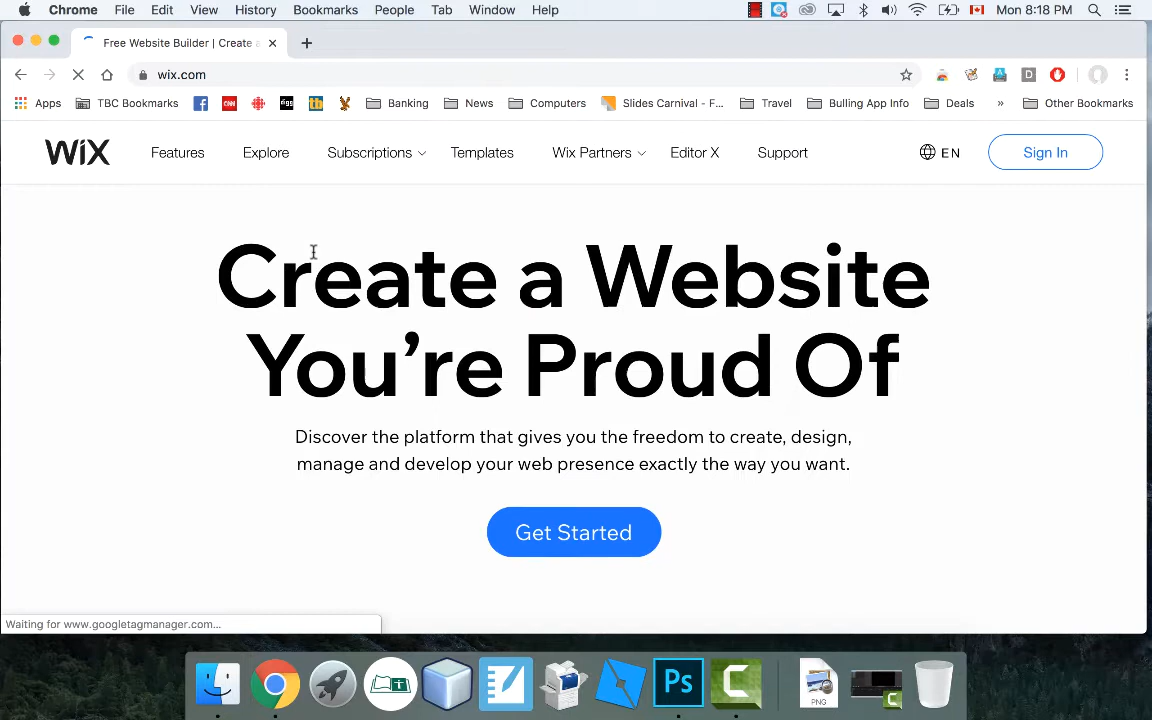 Chrome File Edit View History Bookmarks People Tab Window Help Mon 8:18 PM
Free Website Builder | Create a
wix.com
Apps TBC Bookmarks Banking News Computers Slides Carnival - F... Travel Bulling App Info Deals » Other Bookmarks
WiX Features Explore Subscriptions Templates Wix Partners Editor X Support EN Sign In
Create a Website
You're Proud Of
Discover the platform that gives you the freedom to create, design,
manage and develop your web presence exactly the way you want.
Get Started
Waiting for www.googletagmanager.com...
Ps
PNG